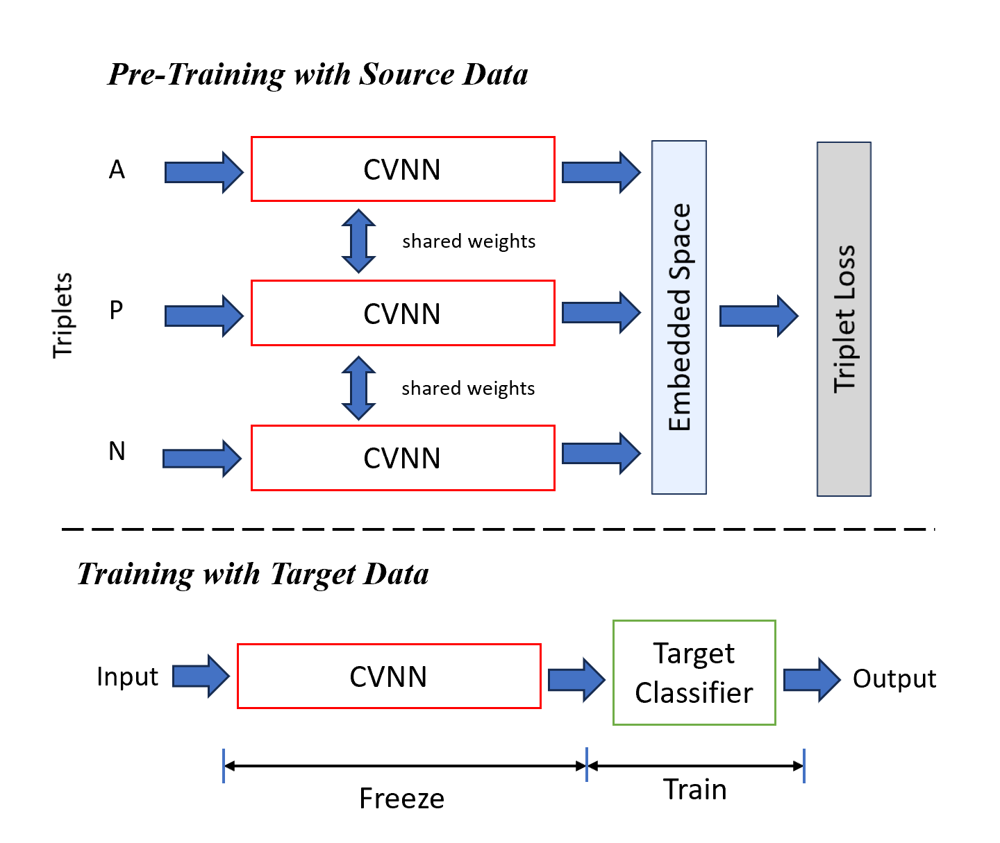 Pre-Training with Source Data
A
CVNN
shared weights
Triplets
P
CVNN
shared weights
N
CVNN
Embedded Space
Triplet Loss
Training with Target Data
Input
CVNN
Target
Classifier
Output
Freeze
Train